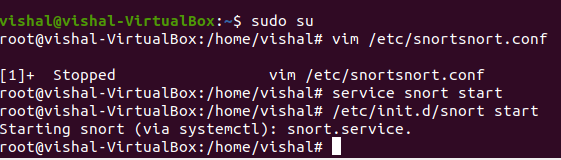 vishal@vishal-VirtualBox:~$ sudo su
root@vishal-VirtualBox:/home/vishal# vim /etc/snortsnort.conf
[1]+  Stopped                 vim /etc/snortsnort.conf
root@vishal-VirtualBox:/home/vishal# service snort start
root@vishal-VirtualBox:/home/vishal# /etc/init.d/snort start
Starting snort (via systemctl): snort.service.
root@vishal-VirtualBox:/home/vishal#